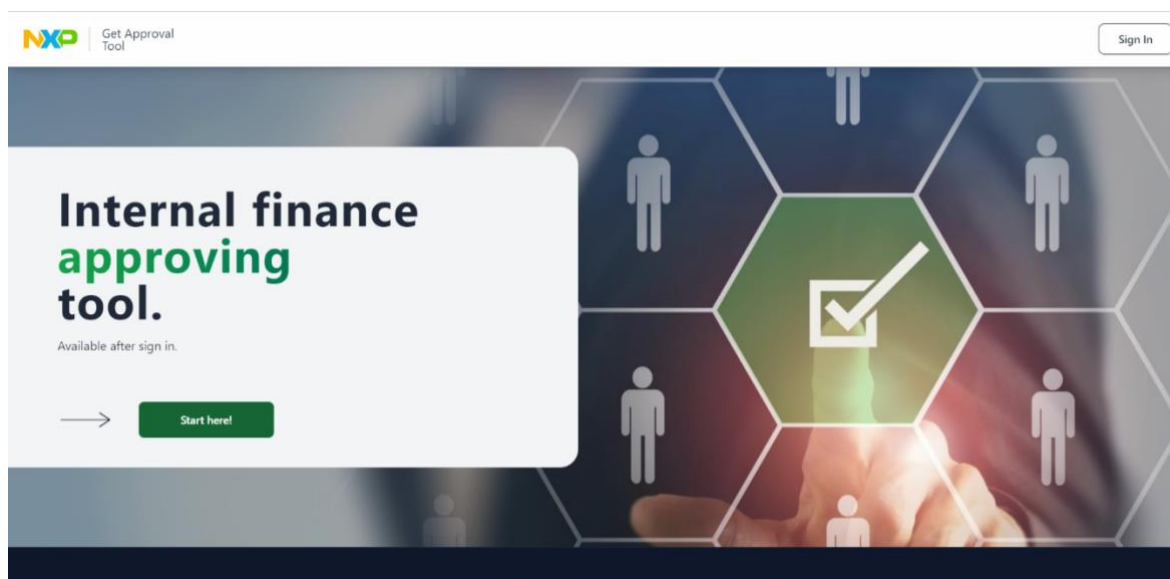 NXP
Get Approval
Tool
Sign In
Internal finance
approving
tool.
Available after sign in.
Start here!